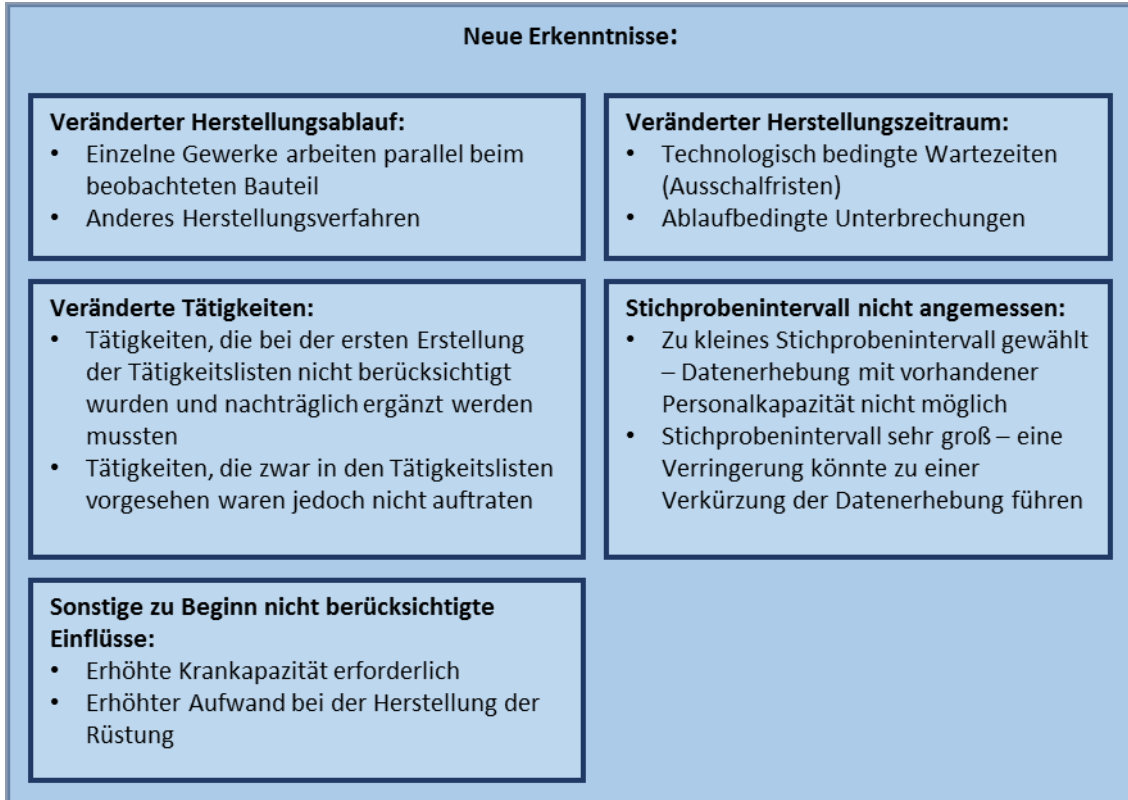 Neue Erkenntnisse:
Veränderter Herstellungsablauf:
• Einzelne Gewerke arbeiten parallel beim
beobachteten Bauteil
• Anderes Herstellungsverfahren
Veränderter Herstellungszeitraum:
• Technologisch bedingte Wartezeiten
(Ausschalfristen)
• Ablaufbedingte Unterbrechungen
Veränderte Tätigkeiten:
• Tätigkeiten, die bei der ersten Erstellung
der Tätigkeitslisten nicht berücksichtigt
wurden und nachträglich ergänzt werden
mussten
• Tätigkeiten, die zwar in den Tätigkeitslisten
vorgesehen waren jedoch nicht auftraten
Stichprobenintervall nicht angemessen:
• Zu kleines Stichprobenintervall gewählt
– Datenerhebung mit vorhandener
Personalkapazität nicht möglich
• Stichprobenintervall sehr groß – eine
Verringerung könnte zu einer
Verkürzung der Datenerhebung führen
Sonstige zu Beginn nicht berücksichtigte
Einflüsse:
• Erhöhte Krankapazität erforderlich
• Erhöhter Aufwand bei der Herstellung der
Rüstung